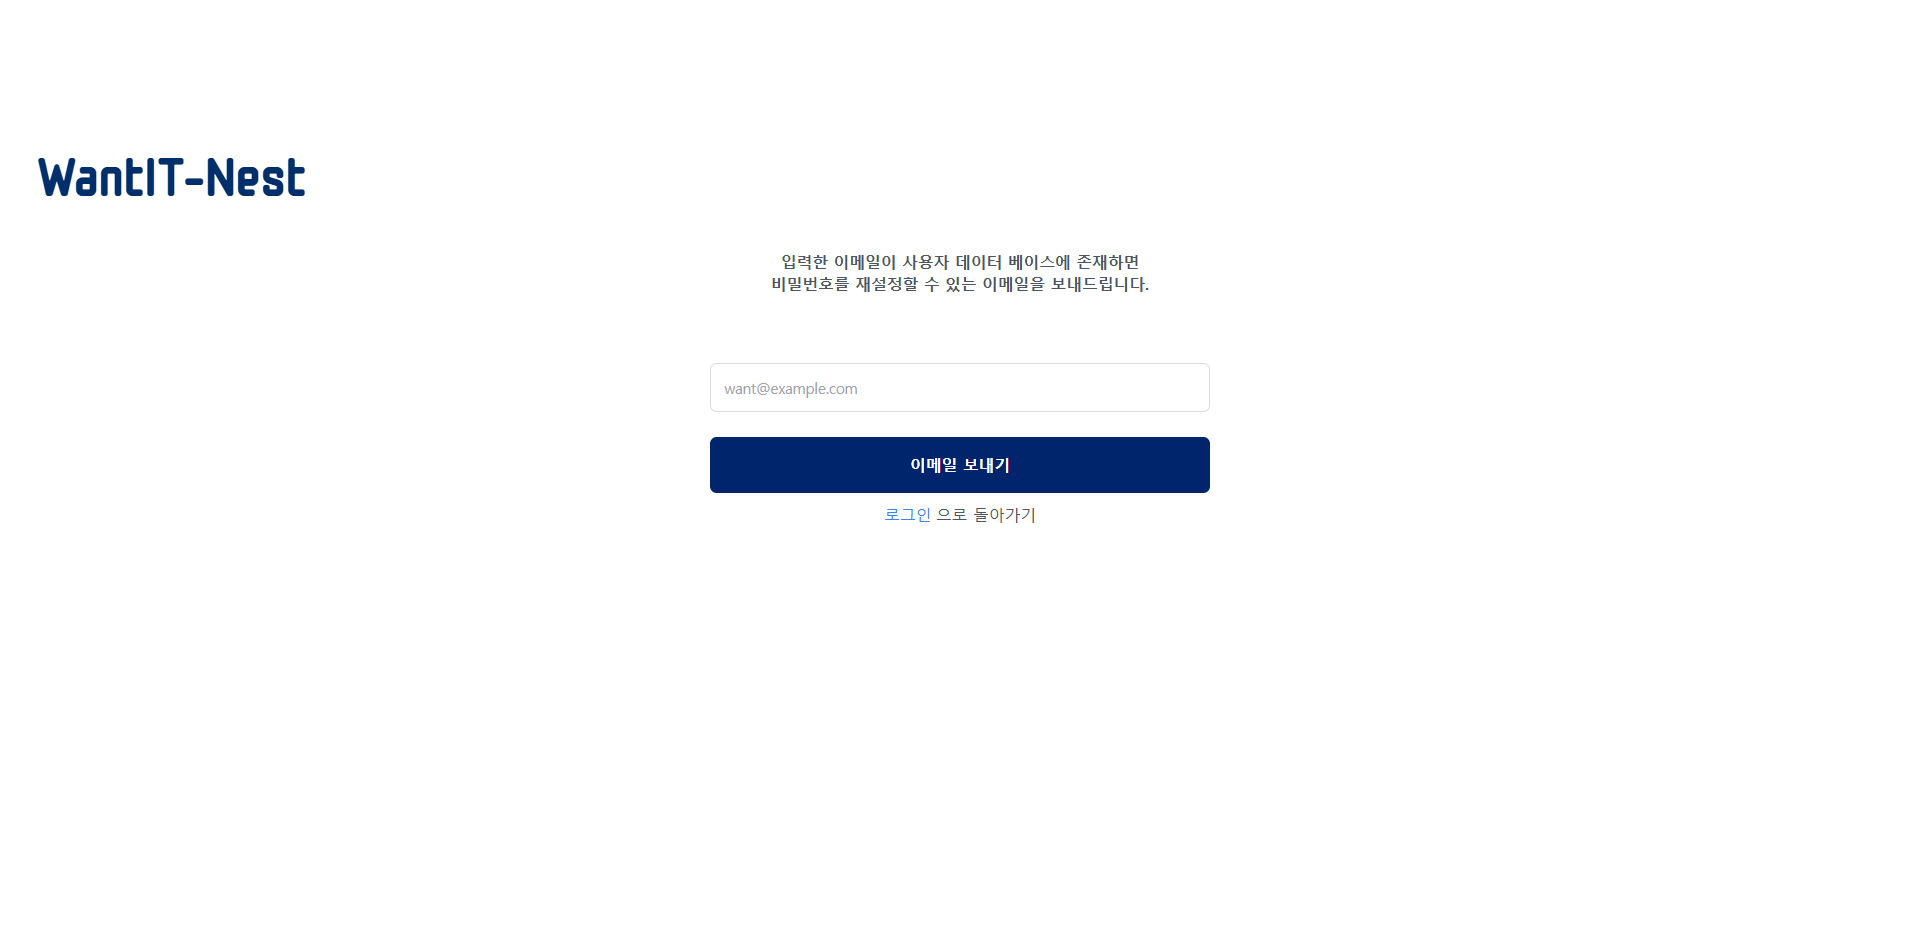 WantIT-Nest
입력한 이메일이 사용자 데이터 베이스에 존재하면
비밀번호를 재설정할 수 있는 이메일을 보내드립니다.
want@example.com
이메일 보내기
로그인 으로 돌아가기